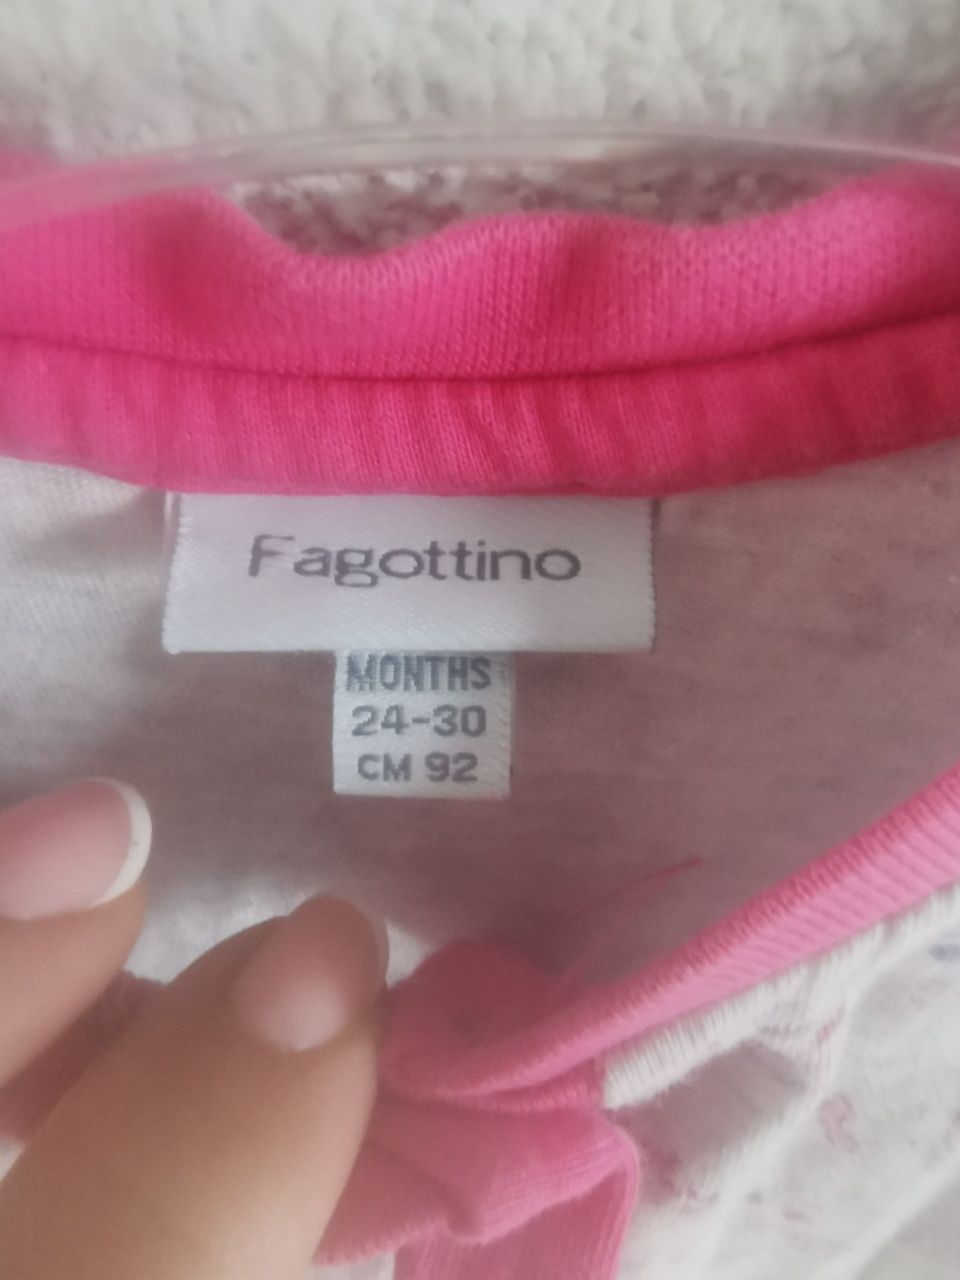 Fagottino
MONTHS
24-30
CM 92